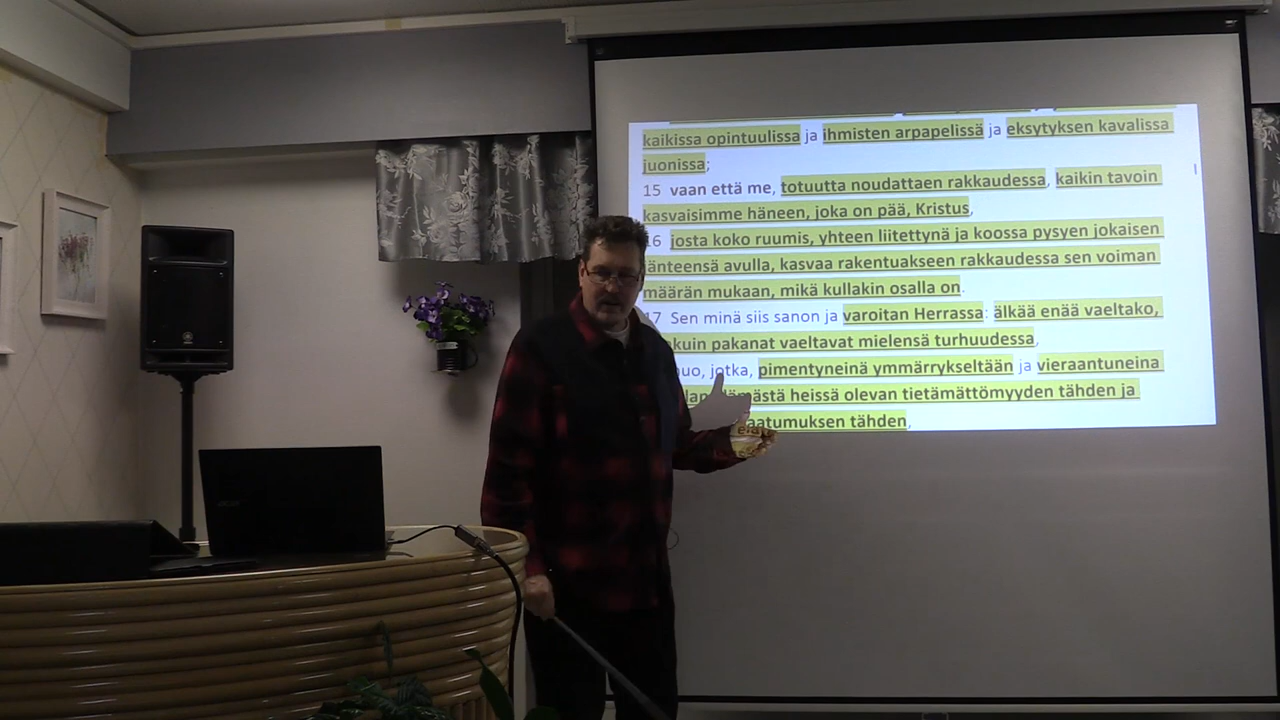 kaikissa opintuulissa ja ihmisten arpapelissä ja eksytyksen kavalissa
juonissa;
15 vaan että me, totuutta noudattaen rakkaudessa, kaikin tavoin
kasvaisimme häneen, joka on pää, Kristus,
16 josta koko ruumis, yhteen liitettynä ja koossa pysyen jokaisen
jänteensä avulla, kasvaa rakentuakseen rakkaudessa sen voiman
määrän mukaan, mikä kullakin osalla on.
17 Sen minä siis sanon ja varoitan Herrassa: älkää enää vaeltako,
kuin pakanat vaeltavat mielensä turhuudessa,
nuo, jotka, pimentyneinä ymmärrykseltään ja vieraantuneina
elämästä heissä olevan tietämättömyyden tähden ja
paatumuksen tähden,